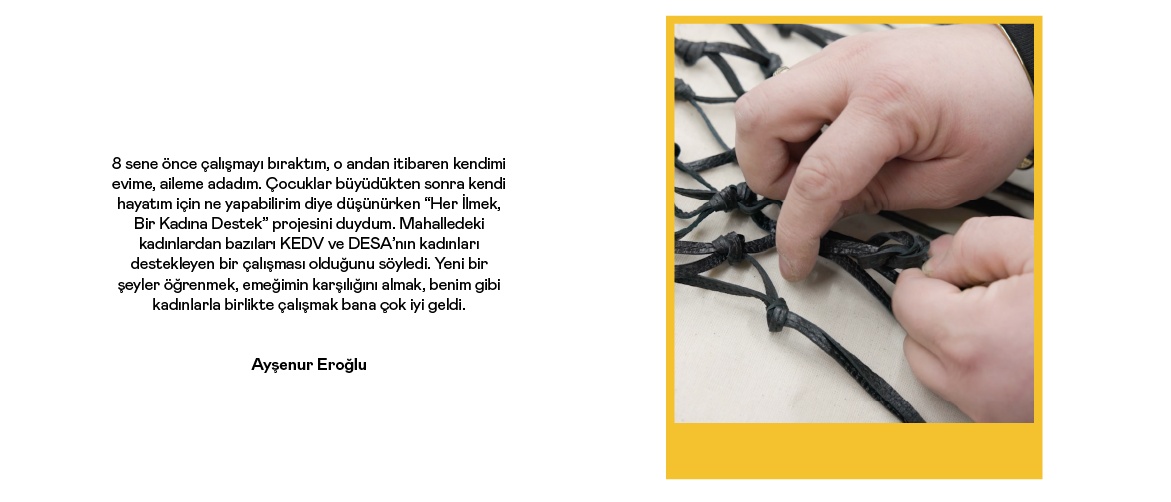 8 sene önce çalışmayı bıraktım, o andan itibaren kendimi
evime, aileme adadım. Çocuklar büyüdükten sonra kendi
hayatım için ne yapabilirim diye düşünürken “Her İlmek,
Bir Kadına Destek” projesini duydum. Mahalledeki
kadınlardan bazıları KEDV ve DESA’nın kadınları
destekleyen bir çalışması olduğunu söyledi. Yeni bir
şeyler öğrenmek, emeğimin karşılığını almak, benim gibi
kadınlarla birlikte çalışmak bana çok iyi geldi.
Ayşenur Eroğlu